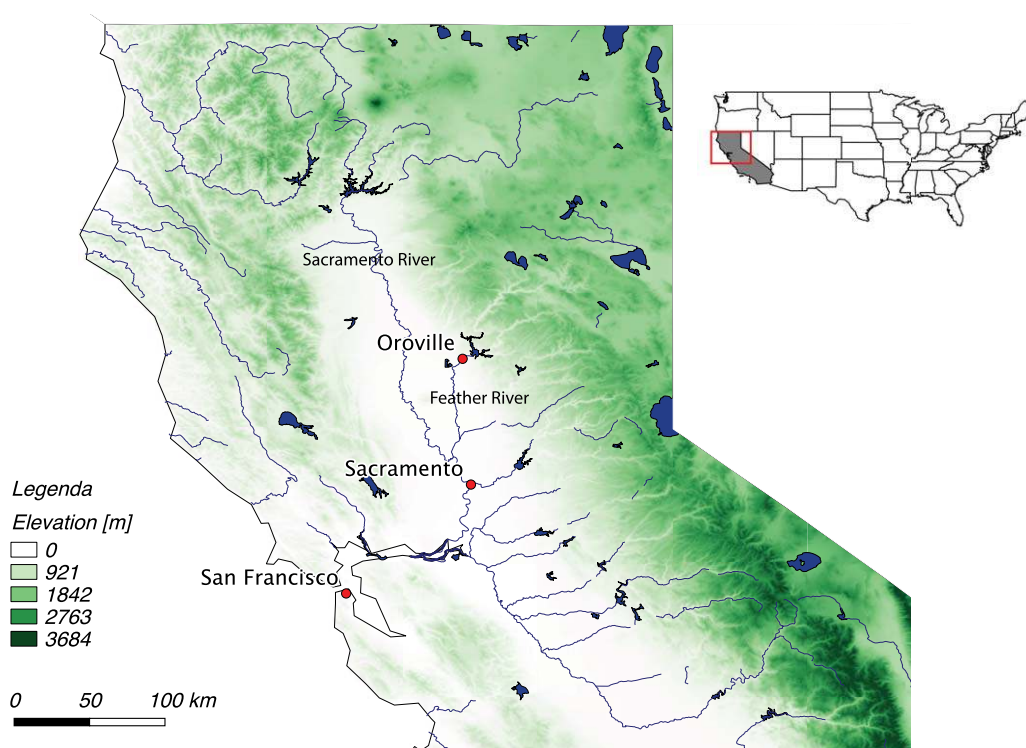 Sacramento River
Oroville
Feather River
Sacramento
San Francisco
Legenda
Elevation [m]
0
921
1842
2763
3684
0 50 100 km